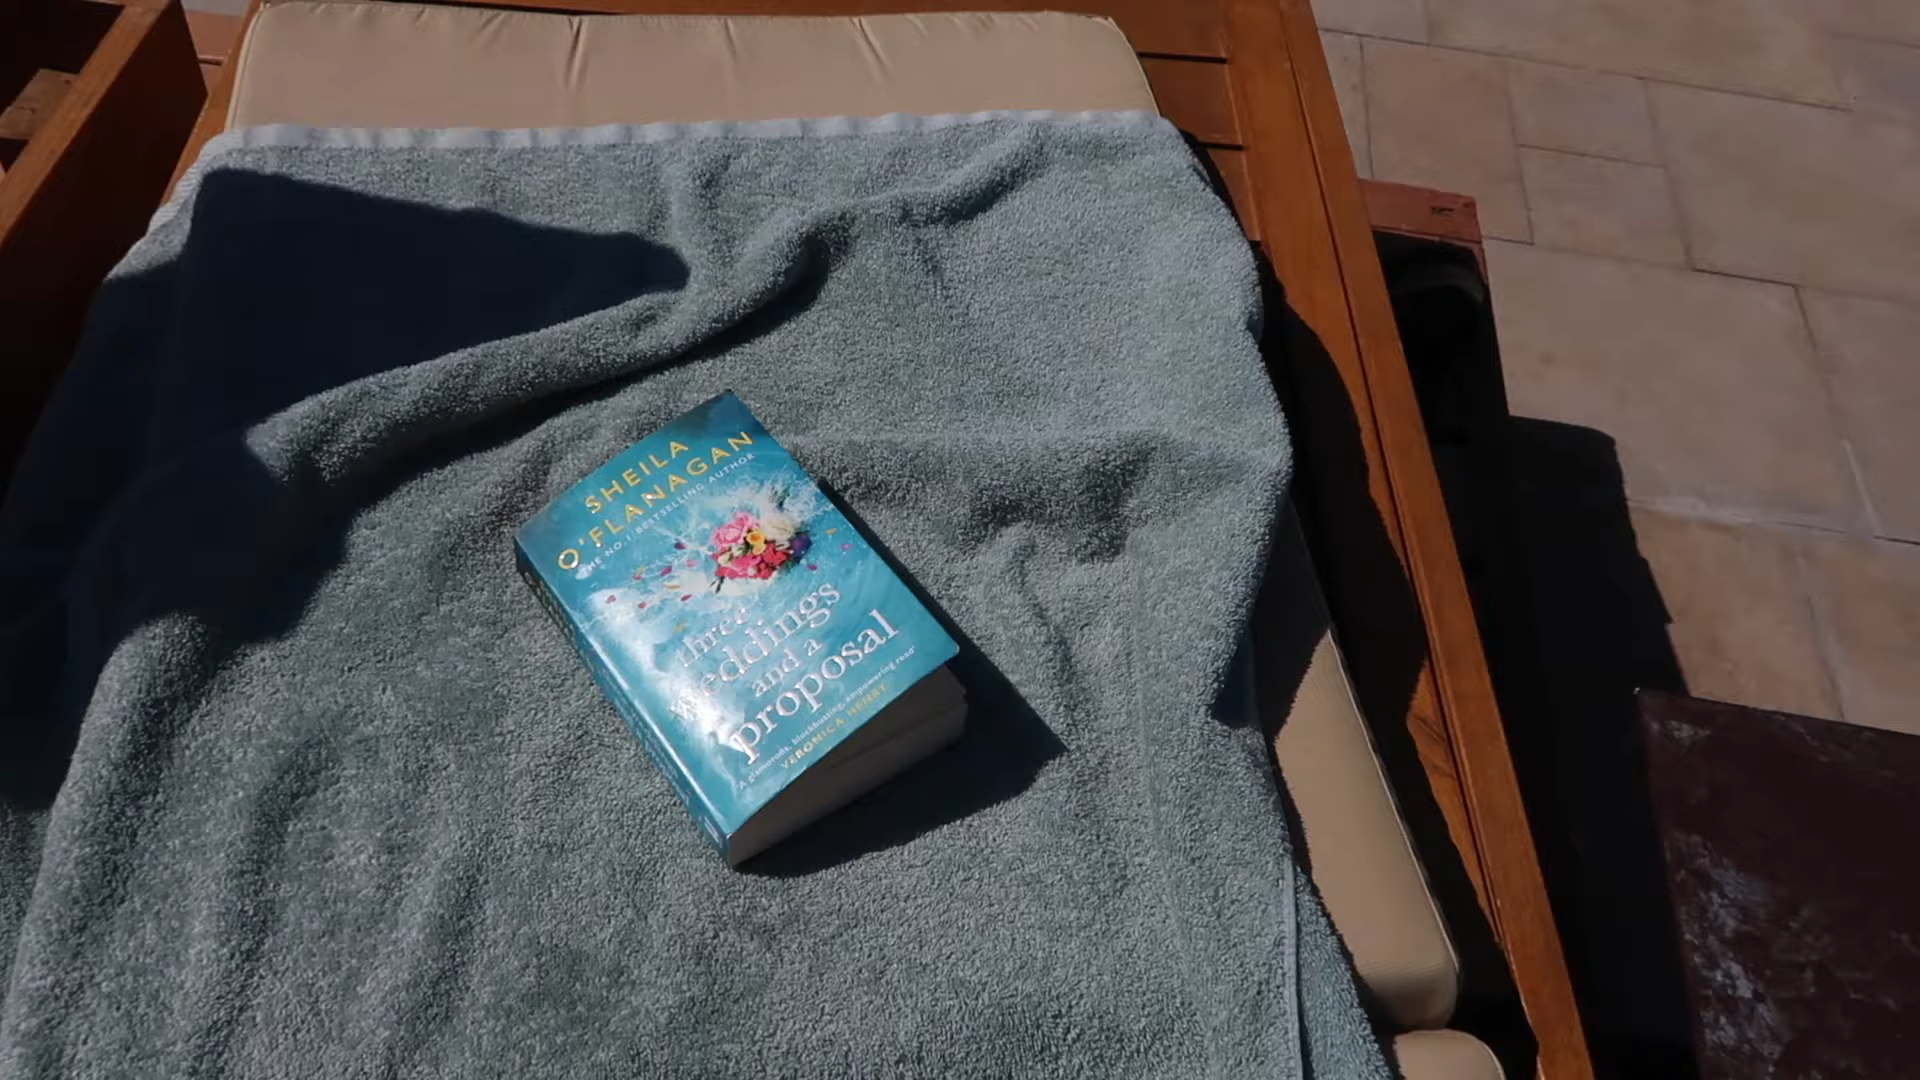 SHEILA
O'FLANAGAN
THE NO.1 BESTSELLING AUTHOR
three
weddings
and a
proposal
'A glamorous, blockbusting, empowering read'
VERONICA HENRY